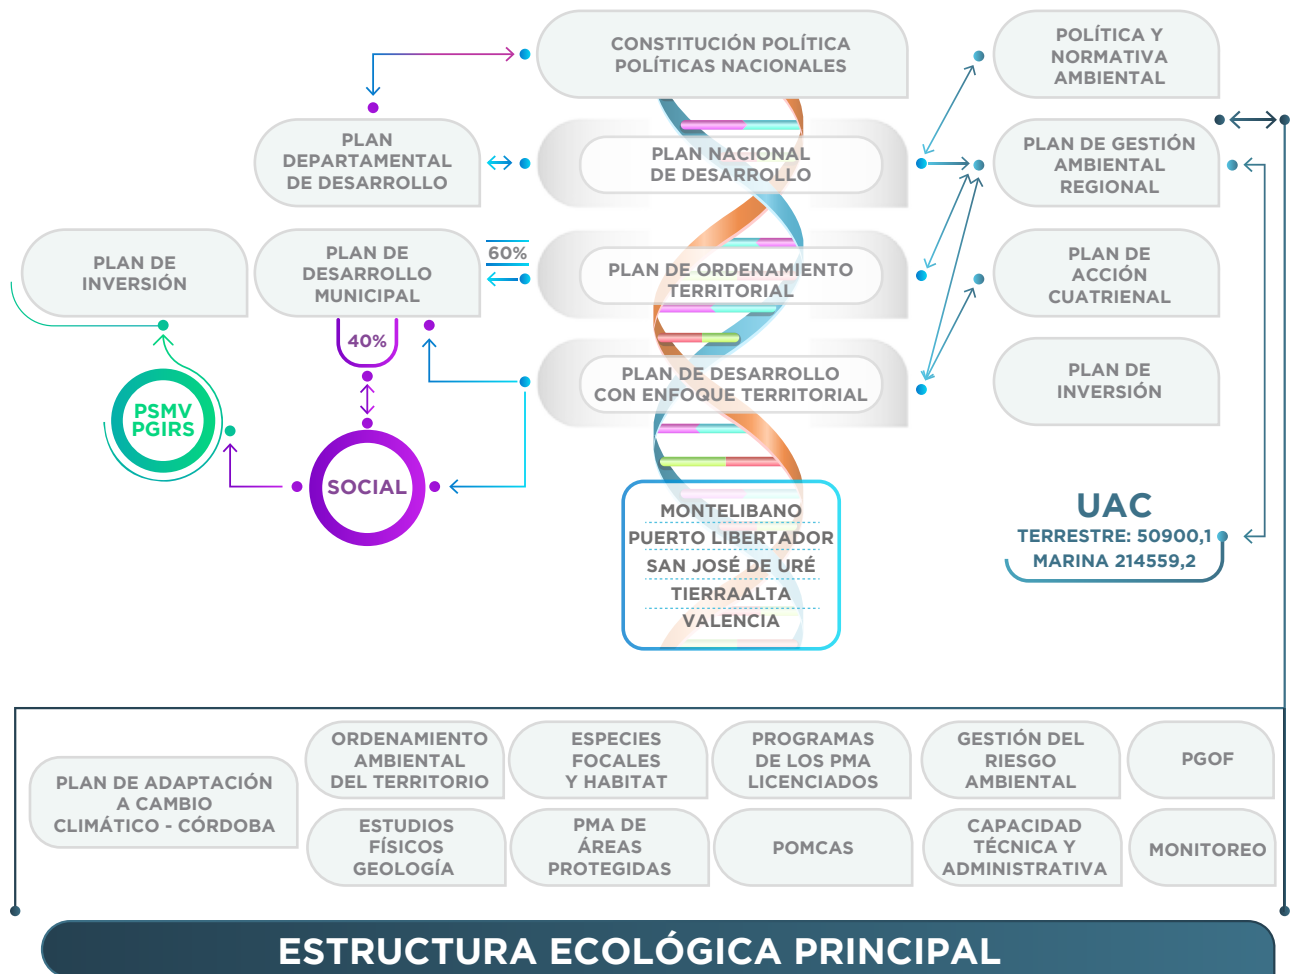 CONSTITUCIÓN POLÍTICA
POLÍTICAS NACIONALES
POLÍTICA Y
NORMATIVA
AMBIENTAL
PLAN
DEPARTAMENTAL
DE DESARROLLO
PLAN NACIONAL
DE DESARROLLO
PLAN DE GESTIÓN
AMBIENTAL
REGIONAL
PLAN DE
INVERSIÓN
PLAN DE
DESARROLLO
MUNICIPAL
60%
PLAN DE ORDENAMIENTO
TERRITORIAL
PLAN DE
ACCIÓN
CUATRIENAL
40%
PLAN DE DESARROLLO
CON ENFOQUE TERRITORIAL
PLAN DE
INVERSIÓN
PSMV
PGIRS
SOCIAL
MONTELIBANO
PUERTO LIBERTADOR
SAN JOSÉ DE URÉ
TIERRAALTA
VALENCIA
UAC
TERRESTRE: 50900,1
MARINA 214559,2
PLAN DE ADAPTACIÓN
A CAMBIO
CLIMÁTICO - CÓRDOBA
ORDENAMIENTO
AMBIENTAL
DEL TERRITORIO
ESPECIES
FOCALES
Y HABITAT
PROGRAMAS
DE LOS PMA
LICENCIADOS
GESTIÓN DEL
RIESGO
AMBIENTAL
PGOF
ESTUDIOS
FÍSICOS
GEOLOGÍA
PMA DE
ÁREAS
PROTEGIDAS
POMCAS
CAPACIDAD
TÉCNICA Y
ADMINISTRATIVA
MONITOREO
ESTRUCTURA ECOLÓGICA PRINCIPAL